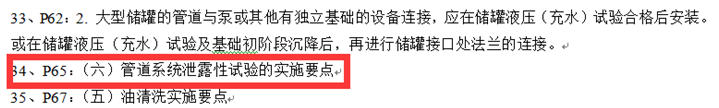 33、P62：2. 大型储罐的管道与泵或其他有独立基础的设备连接，应在储罐液压（充水）试验合格后安装。
或在储罐液压（充水）试验及基础初阶段沉降后，再进行储罐接口处法兰的连接。
34、P65：（六）管道系统泄露性试验的实施要点
35、P67：（五）油清洗实施要点